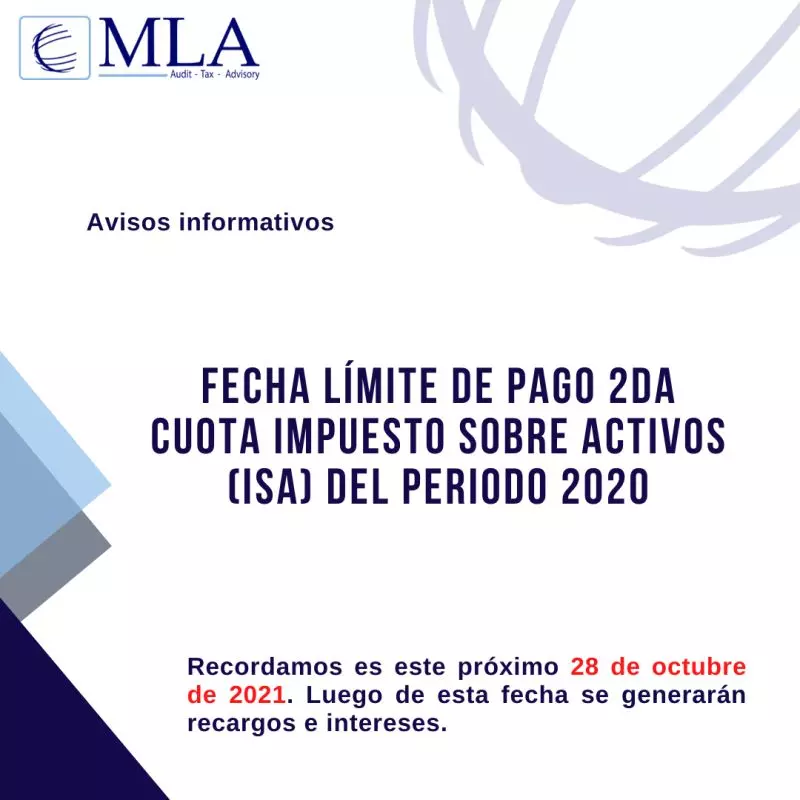 MLA
Audit - Tax - Advisory
Avisos informativos
FECHA LÍMITE DE PAGO 2DA
CUOTA IMPUESTO SOBRE ACTIVOS
(ISA) DEL PERIODO 2020
Recordamos es este próximo 28 de octubre
de 2021. Luego de esta fecha se generarán
recargos e intereses.